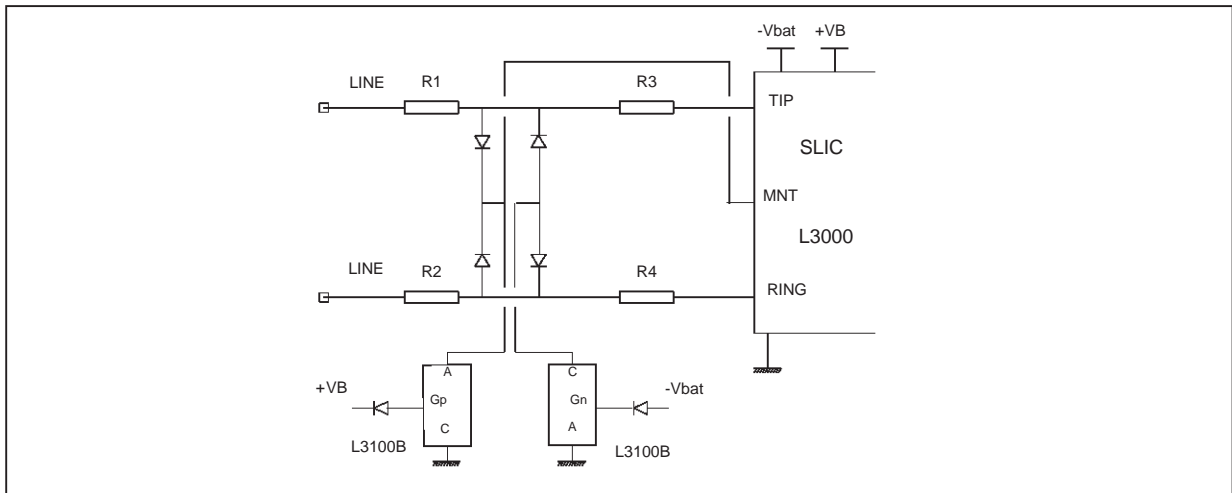 -Vbat +VB
LINE R1 R3
TIP
SLIC
MNT
L3000
LINE R2 R4
RING
A C
+VB Gp Gn -Vbat
C A
L3100B L3100B